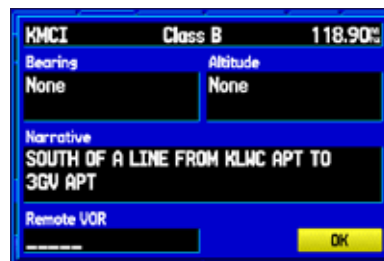 KMCI Class B 118.90
Bearing Altitude
None None
Narrative
SOUTH OF A LINE FROM KLWC APT TO
3GV APT
Remote VOR
_____
OK